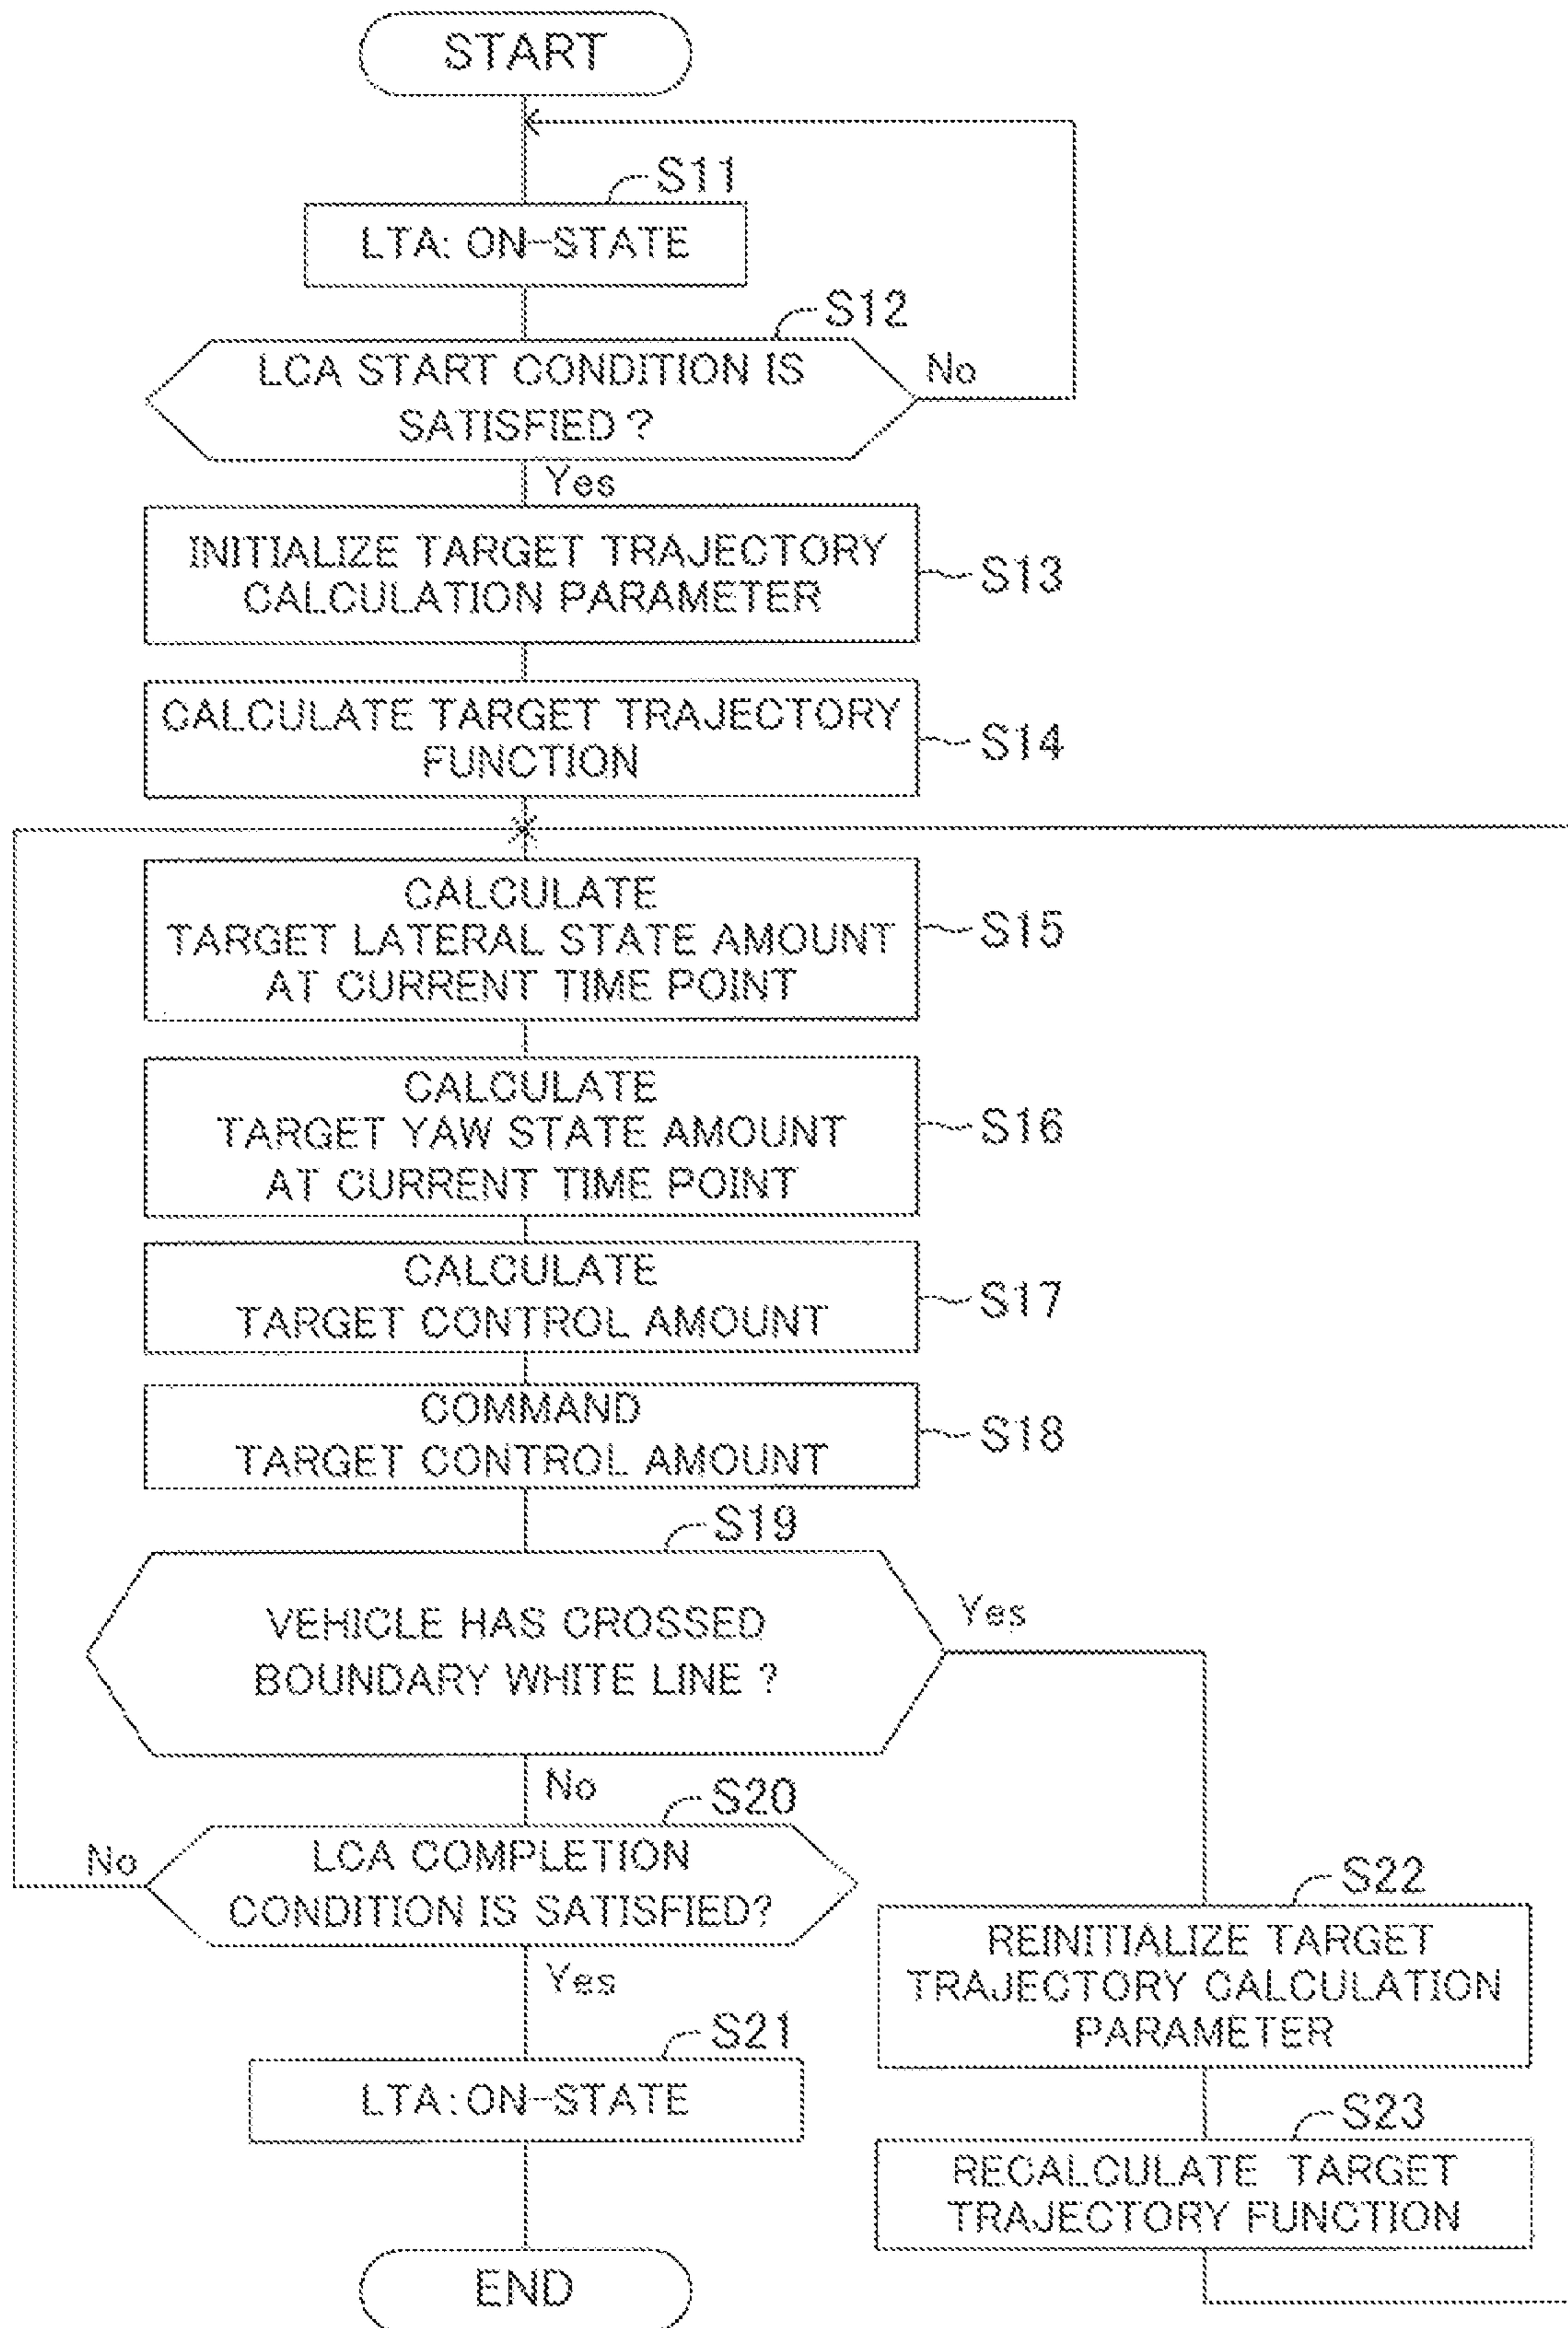 START
S11
LTA: ON-STATE
S12
LCA START CONDITION IS
SATISFIED ?
No
Yes
INITIALIZE TARGET TRAJECTORY
CALCULATION PARAMETER
S13
CALCULATE TARGET TRAJECTORY
FUNCTION
S14
CALCULATE
TARGET LATERAL STATE AMOUNT
AT CURRENT TIME POINT
S15
CALCULATE
TARGET YAW STATE AMOUNT
AT CURRENT TIME POINT
S16
CALCULATE
TARGET CONTROL AMOUNT
S17
COMMAND
TARGET CONTROL AMOUNT
S18
S19
VEHICLE HAS CROSSED
BOUNDARY WHITE LINE ?
Yes
No
S20
LCA COMPLETION
CONDITION IS SATISFIED?
No
Yes
S21
LTA : ON-STATE
END
S22
REINITIALIZE TARGET
TRAJECTORY CALCULATION
PARAMETER
S23
RECALCULATE TARGET
TRAJECTORY FUNCTION